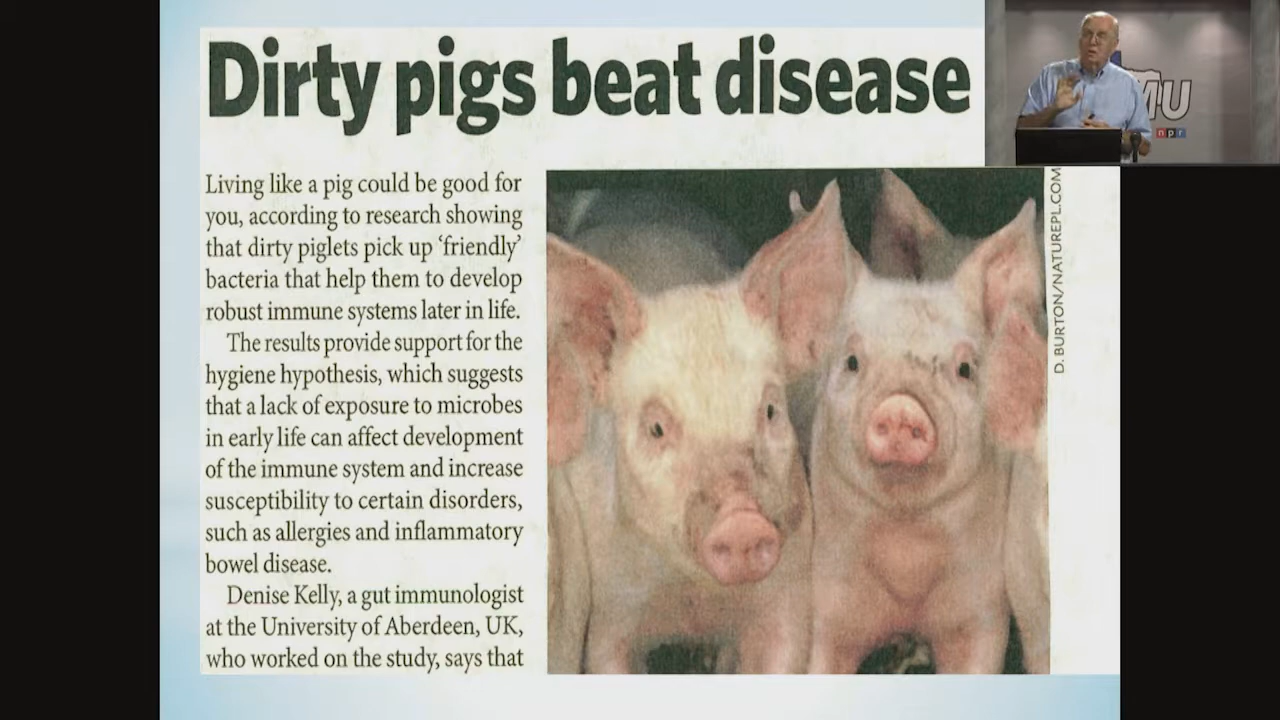 Dirty pigs beat disease
Living like a pig could be good for
you, according to research showing
that dirty piglets pick up ‘friendly’
bacteria that help them to develop
robust immune systems later in life.
The results provide support for the
hygiene hypothesis, which suggests
that a lack of exposure to microbes
in early life can affect development
of the immune system and increase
susceptibility to certain disorders,
such as allergies and inflammatory
bowel disease.
Denise Kelly, a gut immunologist
at the University of Aberdeen, UK,
who worked on the study, says that
D. BURTON/NATUREPL.COM
MU
npr